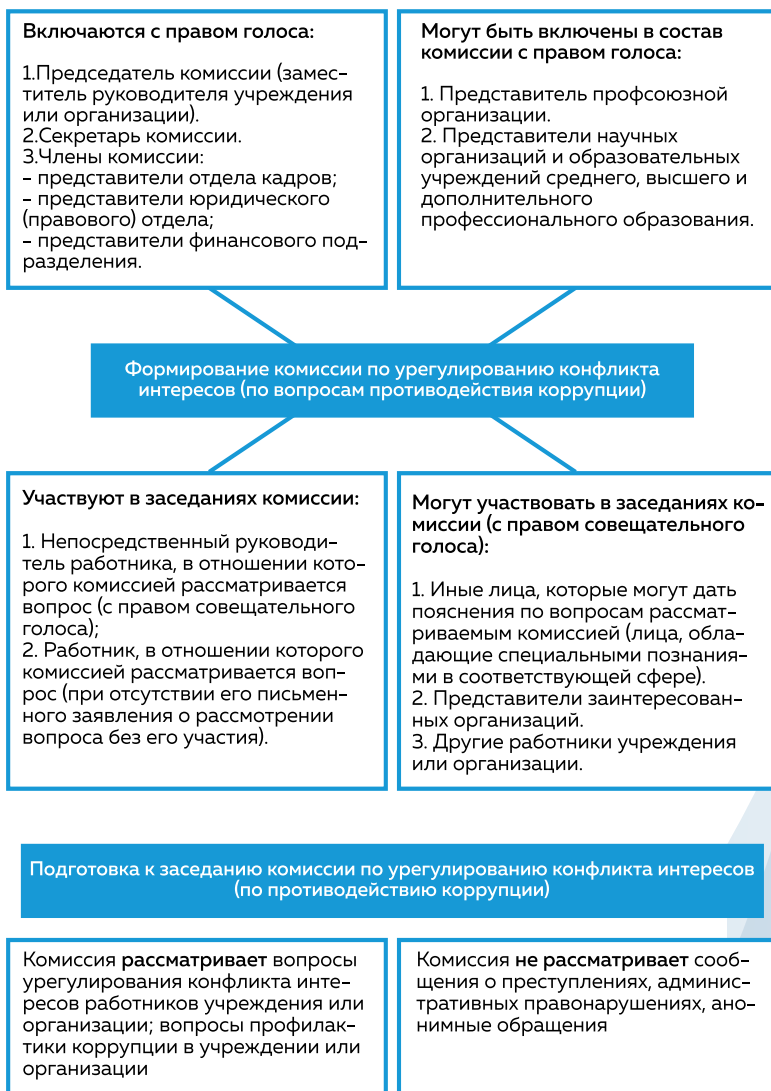 Включаются с правом голоса:
1.Председатель комиссии (замес-
титель руководителя учреждения
или организации).
2.Секретарь комиссии.
3.Члены комиссии:
– представители отдела кадров;
– представители юридического
(правового) отдела;
– представители финансового под-
разделения.
Могут быть включены в состав
комиссии с правом голоса:
1. Представитель профсоюзной
организации.
2. Представители научных
организаций и образовательных
учреждений среднего, высшего и
дополнительного
профессионального образования.
Формирование комиссии по урегулированию конфликта
интересов (по вопросам противодействия коррупции)
Участвуют в заседаниях комиссии:
1. Непосредственный руководи-
тель работника, в отношении кото-
рого комиссией рассматривается
вопрос (с правом совещательного
голоса);
2. Работник, в отношении которого
комиссией рассматривается воп-
рос (при отсутствии его письмен-
ного заявления о рассмотрении
вопроса без его участия).
Могут участвовать в заседаниях ко-
миссии (с правом совещательного
голоса):
1. Иные лица, которые могут дать
пояснения по вопросам рассмат-
риваемым комиссией (лица, обла-
дающие специальными познания-
ми в соответствующей сфере).
2. Представители заинтересован-
ных организаций.
3. Другие работники учреждения
или организации.
Подготовка к заседанию комиссии по урегулированию конфликта интересов
(по противодействию коррупции)
Комиссия рассматривает вопросы
урегулирования конфликта инте-
ресов работников учреждения или
организации; вопросы профилак-
тики коррупции в учреждении или
организации
Комиссия не рассматривает сооб-
щения о преступлениях, админис-
тративных правонарушениях, ано-
нимные обращения